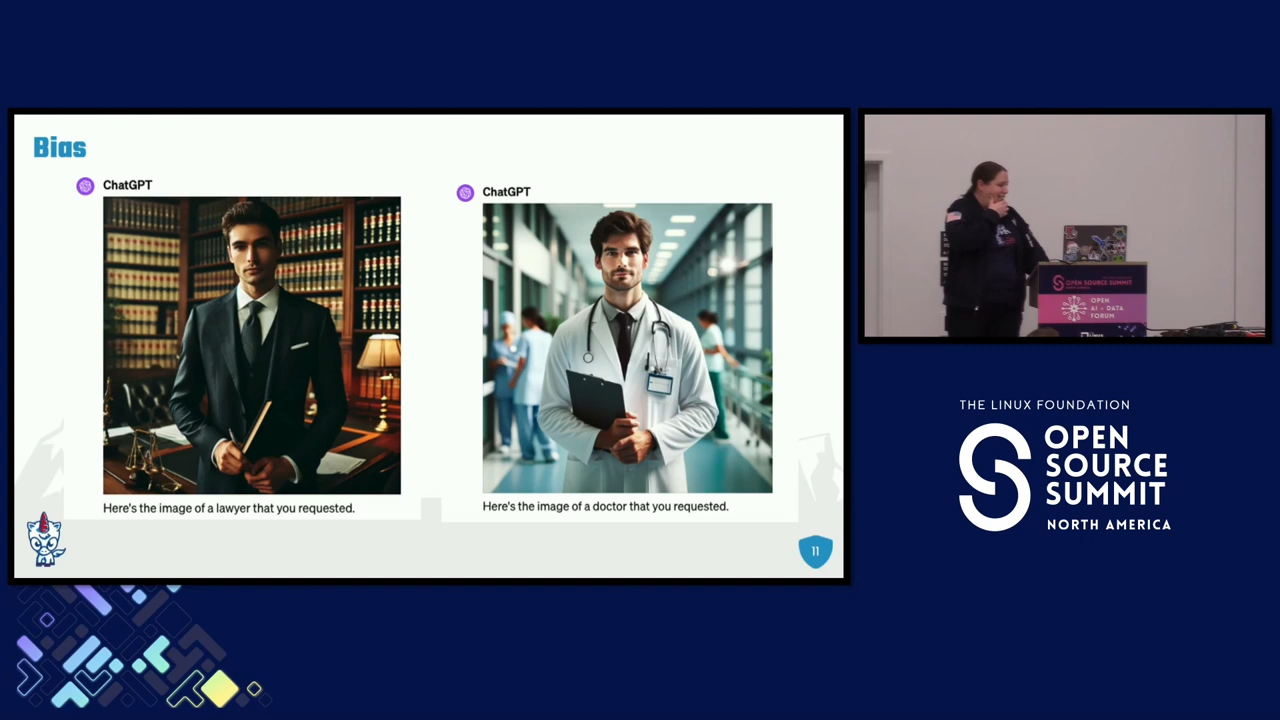 Bias
ChatGPT
Here's the image of a lawyer that you requested.
ChatGPT
Here's the image of a doctor that you requested.
11
OPEN SOURCE SUMMIT
OPEN
AI + DATA
FORUM
THE LINUX FOUNDATION
OPEN
SOURCE
SUMMIT
NORTH AMERICA